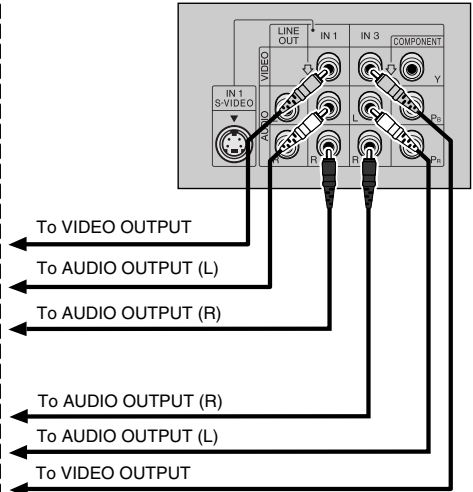 LINE
OUT
IN 1
IN 3
COMPONENT
VIDEO
Y
IN 1
S-VIDEO
AUDIO
L
PB
R
R
R
PR
To VIDEO OUTPUT
To AUDIO OUTPUT (L)
To AUDIO OUTPUT (R)
To AUDIO OUTPUT (R)
To AUDIO OUTPUT (L)
To VIDEO OUTPUT